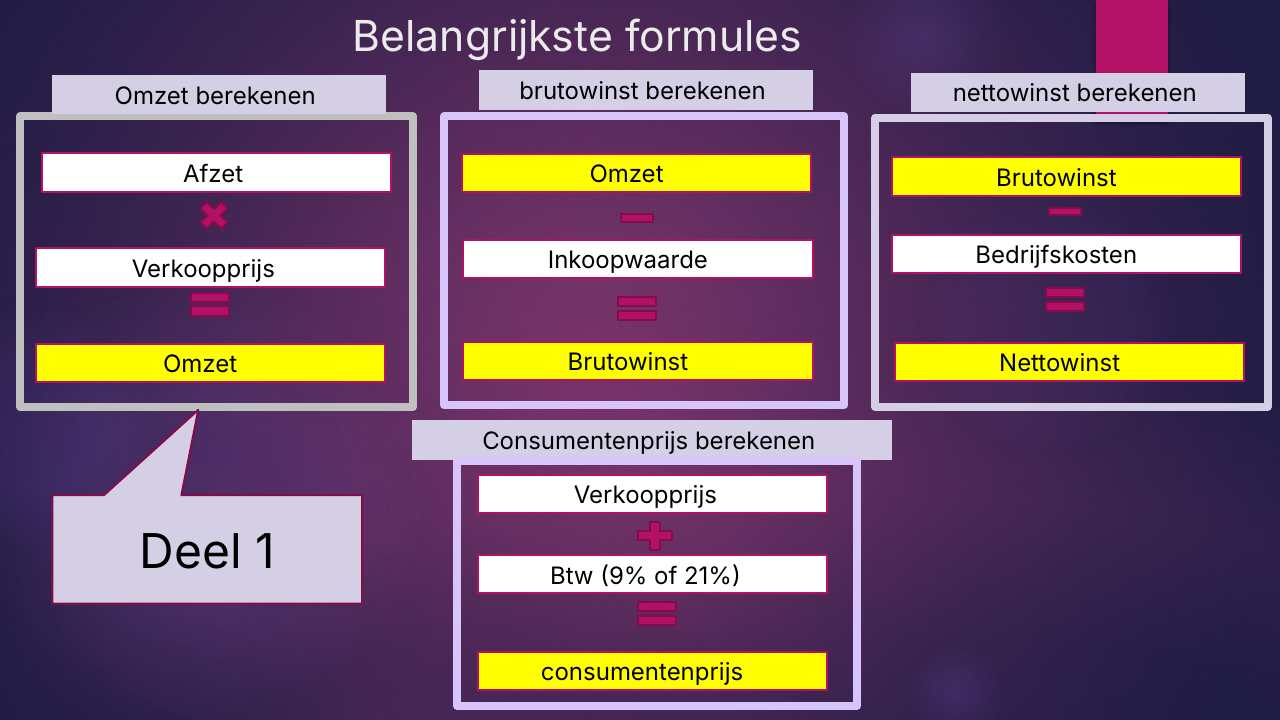 Belangrijkste formules
Omzet berekenen
Afzet
Verkoopprijs
Omzet
brutowinst berekenen
Omzet
Inkoopwaarde
Brutowinst
nettowinst berekenen
Brutowinst
Bedrijfskosten
Nettowinst
Deel 1
Consumentenprijs berekenen
Verkoopprijs
Btw (9% of 21%)
consumentenprijs